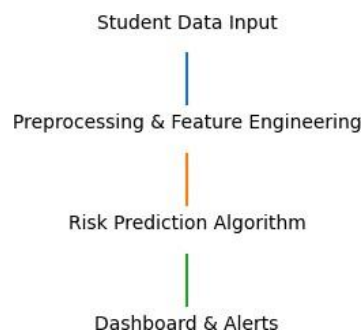 Student Data Input
Preprocessing & Feature Engineering
Risk Prediction Algorithm
Dashboard & Alerts